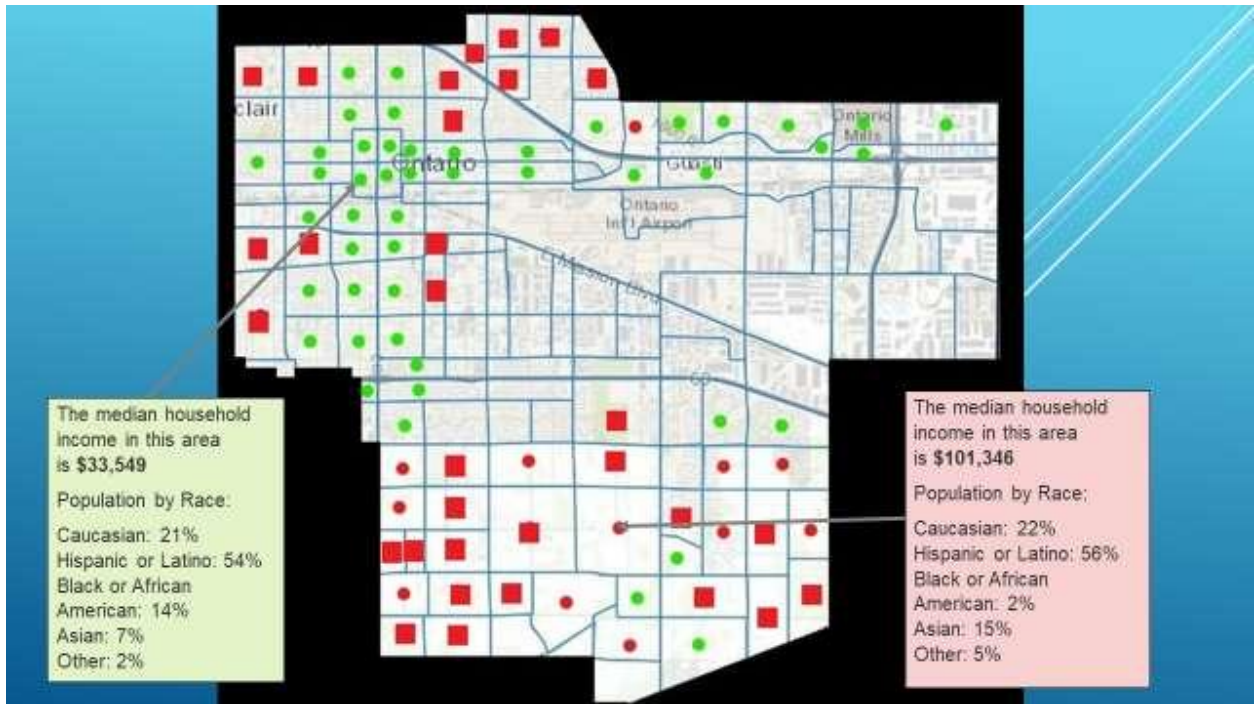 clair
Ontario
Ontario
Mills
Guasti
Ontario
Int'l Airport
E Mission Blvd
60
The median household
income in this area
is $33,549
Population by Race:
Caucasian: 21%
Hispanic or Latino: 54%
Black or African
American: 14%
Asian: 7%
Other: 2%
The median household
income in this area
is $101,346
Population by Race:
Caucasian: 22%
Hispanic or Latino: 56%
Black or African
American: 2%
Asian: 15%
Other: 5%